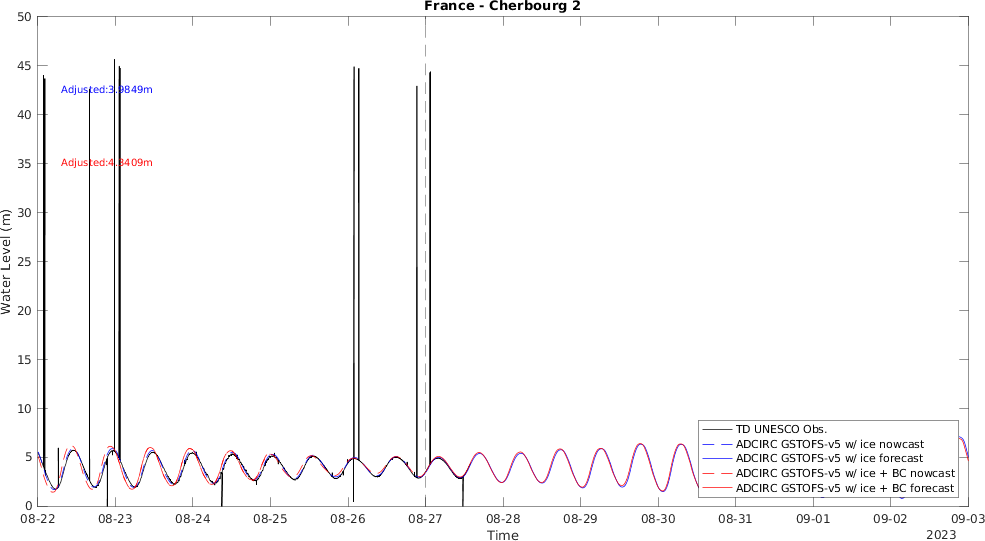 France - Cherbourg 2
50
45
40
35
30
25
20
15
10
5
0
Water Level (m)
Adjusted:3.9849m
Adjusted:4.3409m
TD UNESCO Obs.
ADCIRC GSTOFS-v5 w/ ice nowcast
ADCIRC GSTOFS-v5 w/ ice forecast
ADCIRC GSTOFS-v5 w/ ice + BC nowcast
ADCIRC GSTOFS-v5 w/ ice + BC forecast
08-22 08-23 08-24 08-25 08-26 08-27 08-28 08-29 08-30 08-31 09-01 09-02 09-03
Time
2023